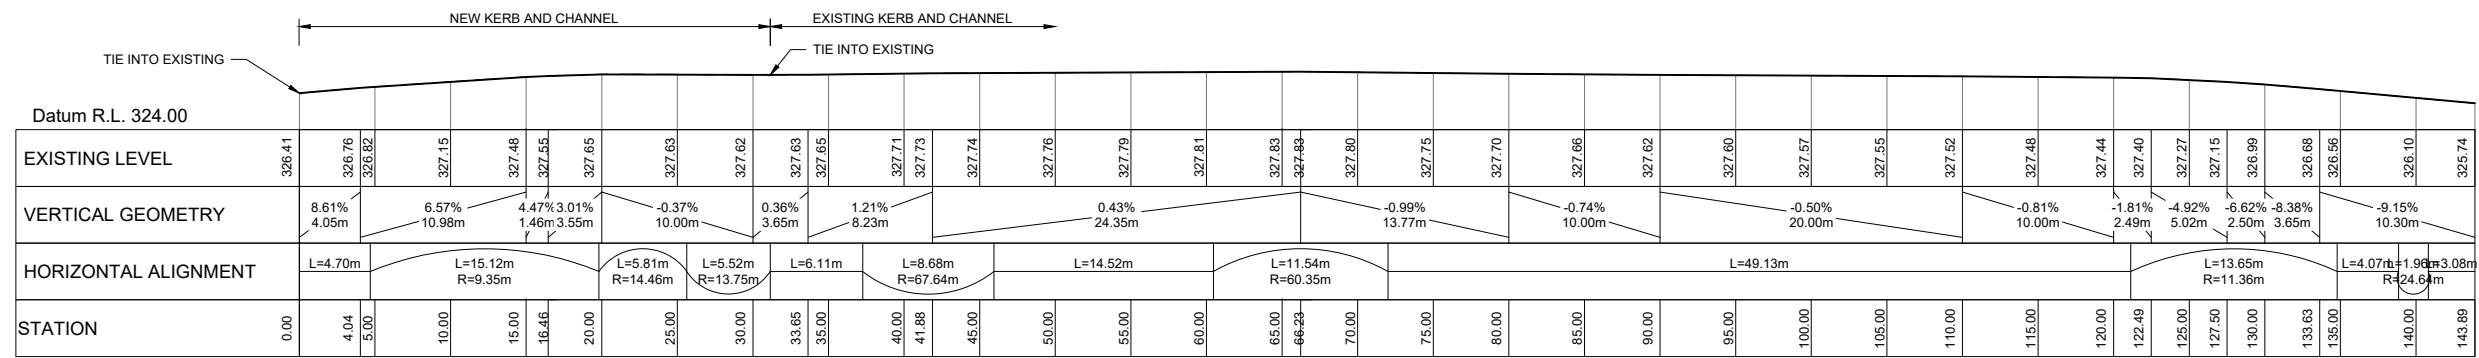 NEW KERB AND CHANNEL
EXISTING KERB AND CHANNEL
TIE INTO EXISTING
TIE INTO EXISTING
Datum R.L. 324.00
EXISTING LEVEL
326.41 326.76 326.82 327.15 327.48 327.55 327.65 327.63 327.62 327.63 327.65 327.71 327.73 327.74 327.76 327.79 327.81 327.83 327.83 327.80 327.75 327.70 327.66 327.62 327.60 327.57 327.55 327.52 327.48 327.44 327.40 327.27 327.15 326.99 326.68 326.56 326.10 325.74
VERTICAL GEOMETRY
8.61% 6.57% 4.47% 3.01% -0.37% 0.36% 1.21% 0.43% -0.99% -0.74% -0.50% -0.81% -1.81% -4.92% -6.62% -8.38% -9.15%
4.05m 10.98m 1.46m 3.55m 10.00m 3.65m 8.23m 24.35m 13.77m 10.00m 20.00m 10.00m 2.49m 5.02m 2.50m 3.65m 10.30m
HORIZONTAL ALIGNMENT
L=4.70m L=15.12m L=5.81m L=5.52m L=6.11m L=8.68m L=14.52m L=11.54m L=49.13m L=13.65m L=4.07m L=1.96m L=3.08m
R=9.35m R=14.46m R=13.75m R=67.64m R=60.35m R=11.36m R=24.64m
STATION
0.00 4.04 5.00 10.00 15.00 16.46 20.00 25.00 30.00 33.65 35.00 40.00 41.88 45.00 50.00 55.00 60.00 65.00 66.23 70.00 75.00 80.00 85.00 90.00 95.00 100.00 105.00 110.00 115.00 120.00 122.49 125.00 127.50 130.00 133.63 135.00 140.00 143.89